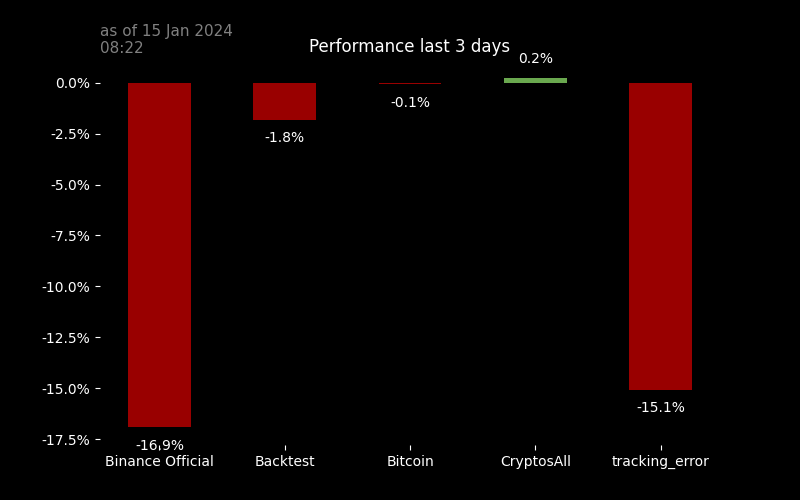 as of 15 Jan 2024
08:22
Performance last 3 days
0.2%
0.0%
-0.1%
-1.8%
-2.5%
-5.0%
-7.5%
-10.0%
-12.5%
-15.0%
-15.1%
-16.9%
-17.5%
Binance Official
Backtest
Bitcoin
CryptosAll
tracking_error